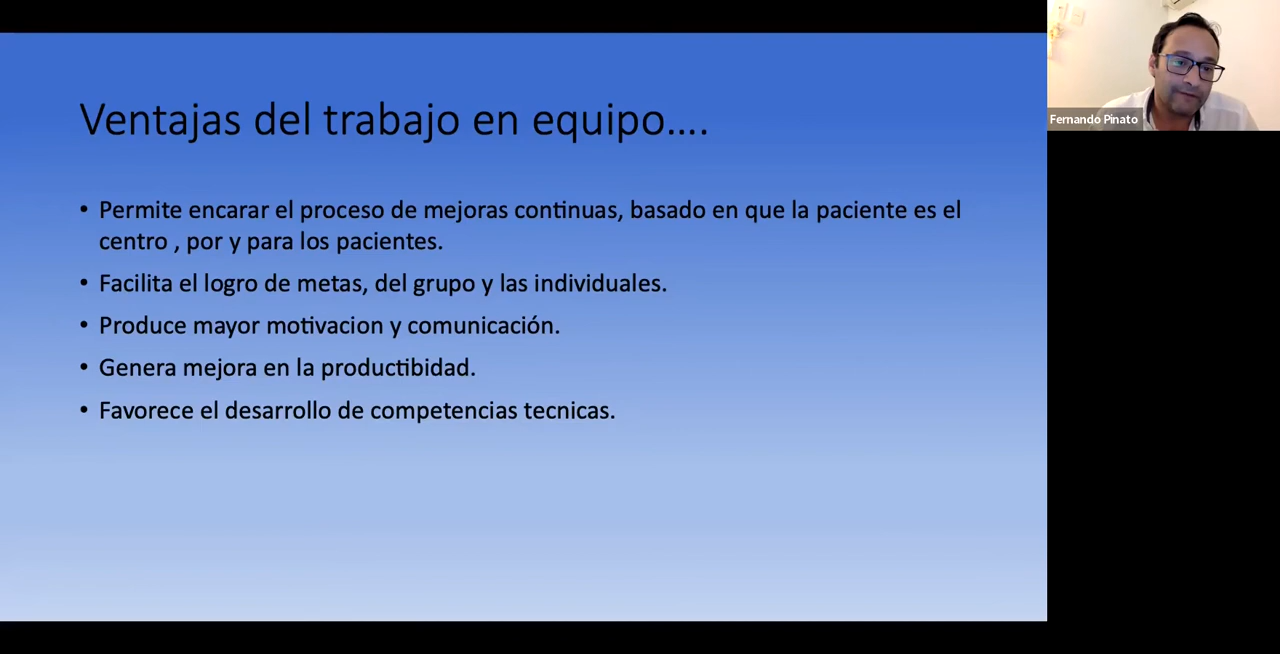 Ventajas del trabajo en equipo....
• Permite encarar el proceso de mejoras continuas, basado en que la paciente es el
centro , por y para los pacientes.
• Facilita el logro de metas, del grupo y las individuales.
• Produce mayor motivacion y comunicación.
• Genera mejora en la productibidad.
• Favorece el desarrollo de competencias tecnicas.
Fernando Pinato